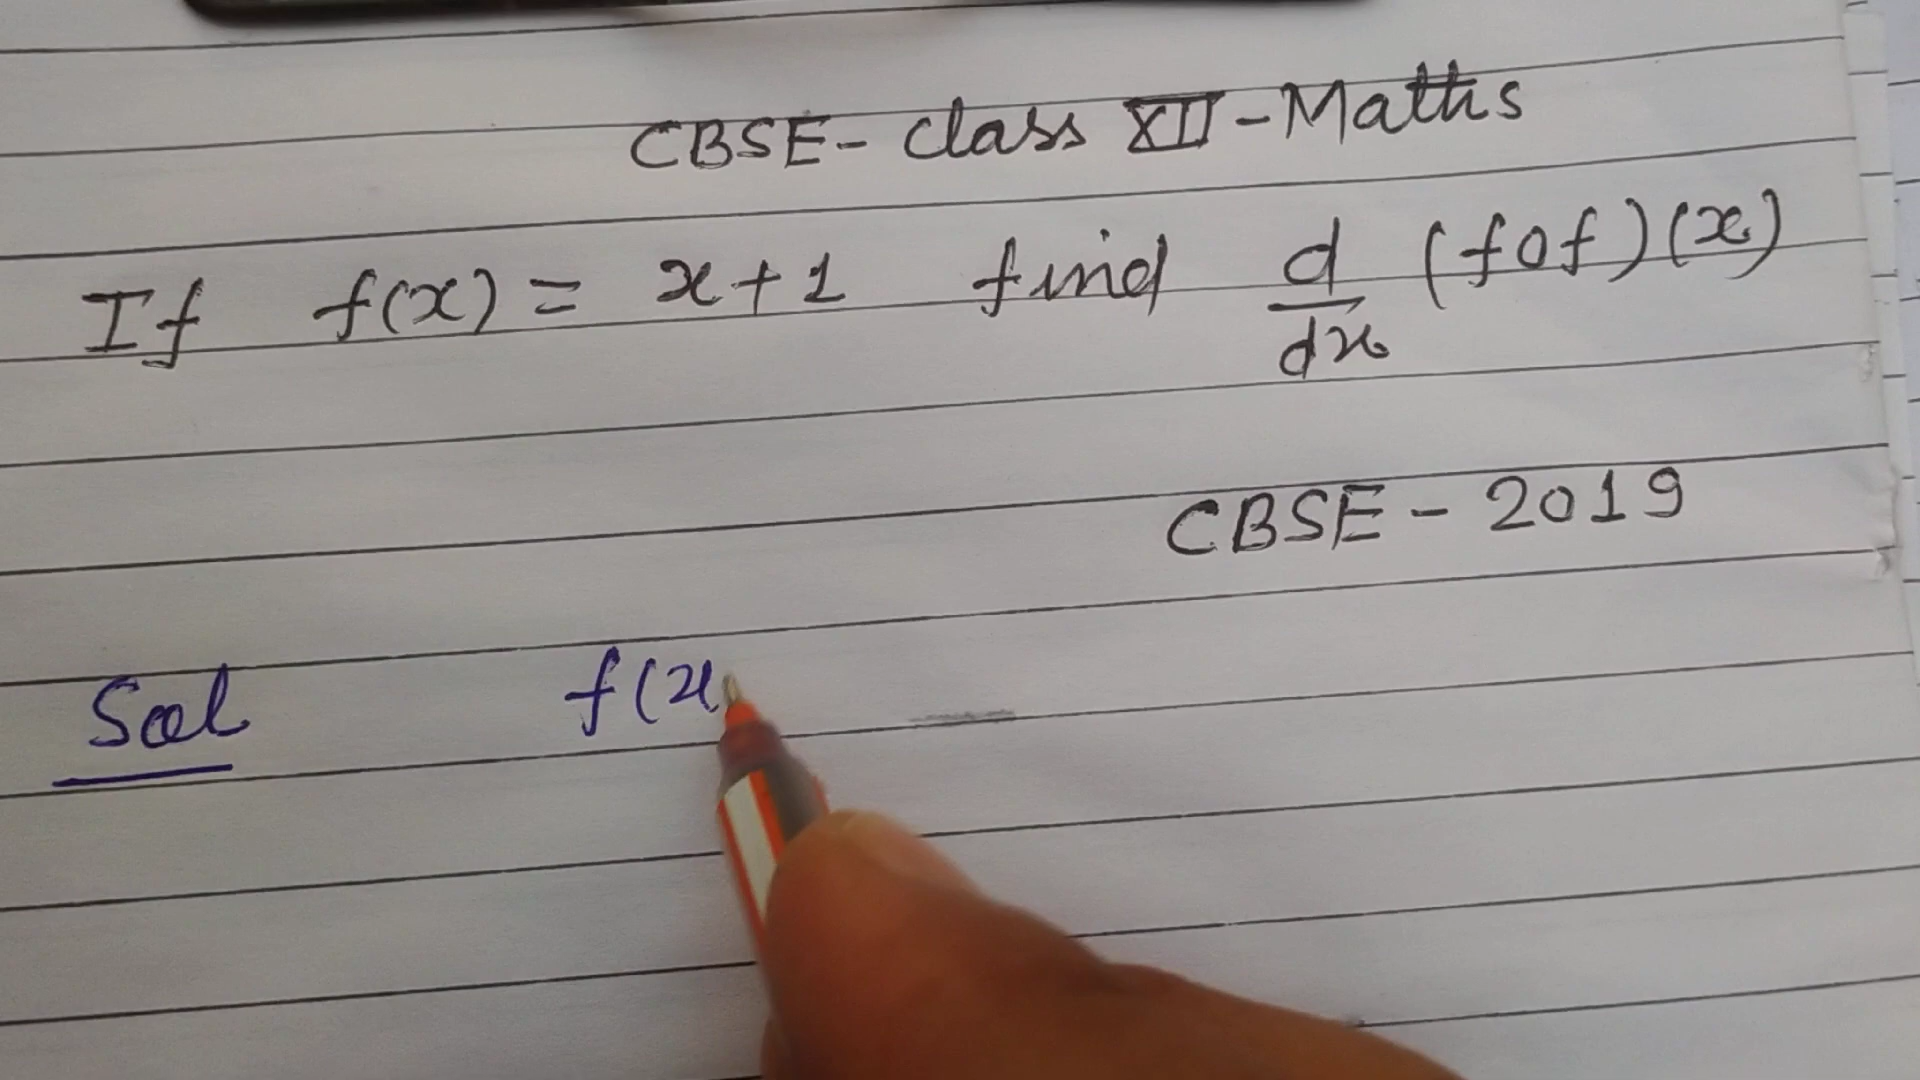 CBSE - Class XII - Maths
If f(x) = x+1 find d/dx (fof)(x)
CBSE - 2019
Sol f(x